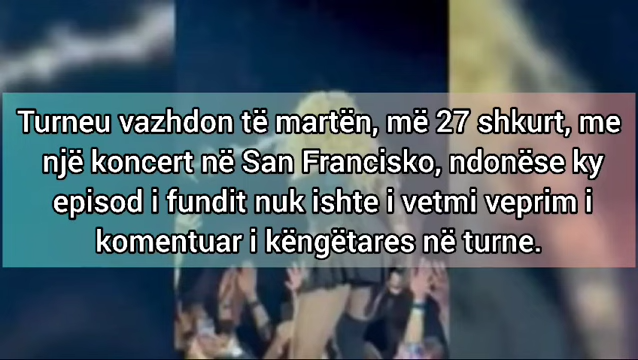 Turneu vazhdon të martën, më 27 shkurt, me
një koncert në San Francisko, ndonëse ky
episod i fundit nuk ishte i vetmi veprim i
komentuar i këngëtares në turne.